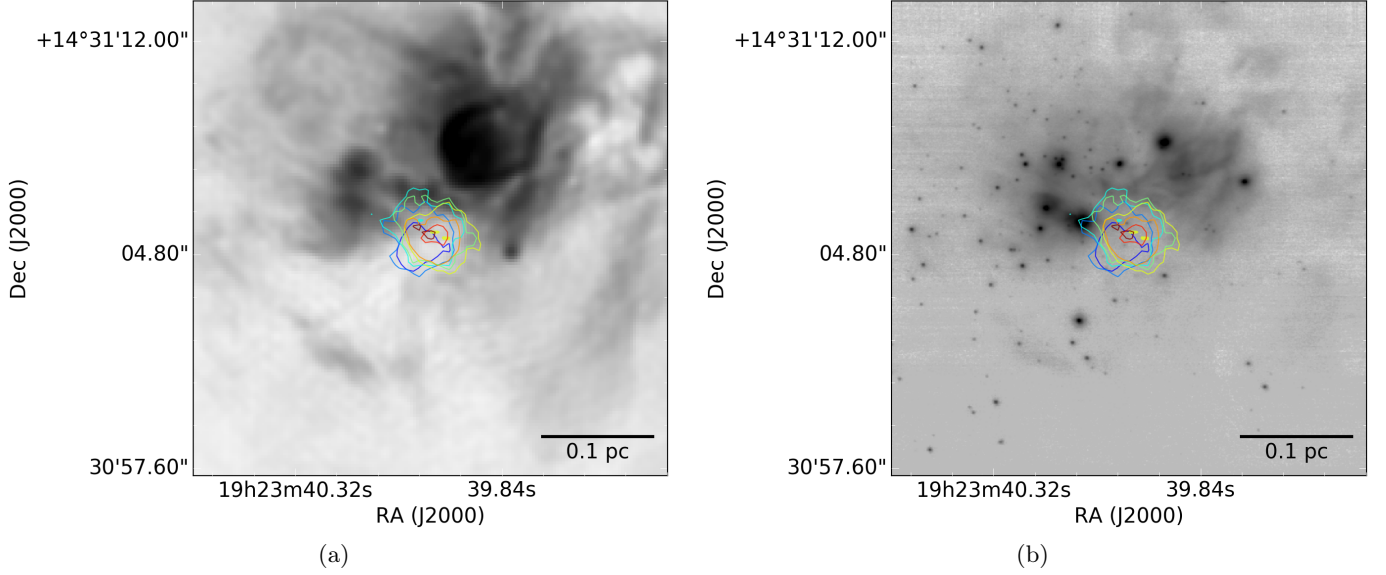 +14°31'12.00"
04.80"
30'57.60"
Dec (J2000)
0.1 pc
19h23m40.32s
39.84s
RA (J2000)
(a)
+14°31'12.00"
04.80"
30'57.60"
Dec (J2000)
0.1 pc
19h23m40.32s
39.84s
RA (J2000)
(b)